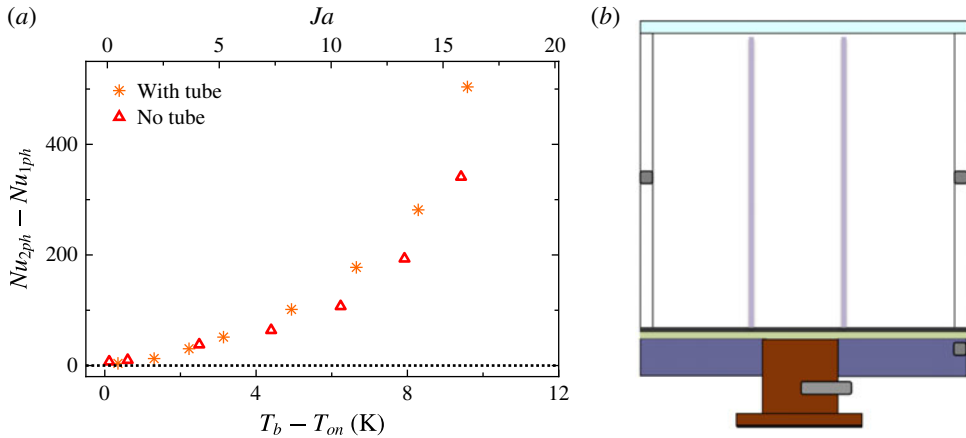 (a)
Ja
(b)
0 5 10 15 20
With tube
No tube
400
200
0
Nu2ph − Nu1ph
0 4 8 12
Tb − Ton (K)